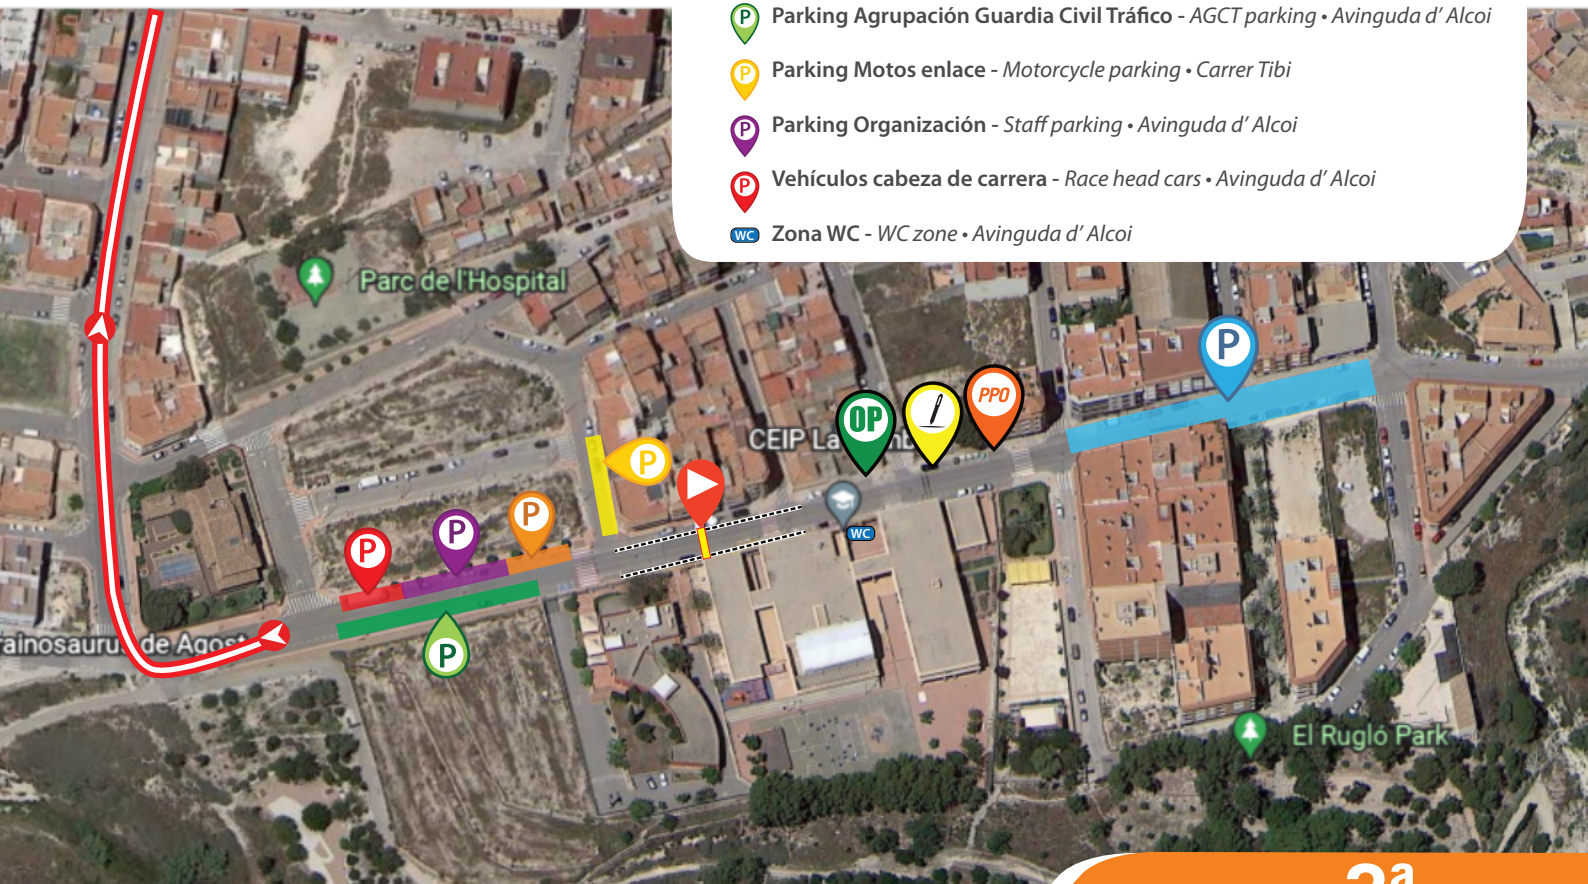 P Parking Agrupación Guardia Civil Tráfico - AGCT parking • Avinguda d' Alcoi
P Parking Motos enlace - Motorcycle parking • Carrer Tibi
P Parking Organización - Staff parking • Avinguda d' Alcoi
P Vehículos cabeza de carrera - Race head cars • Avinguda d' Alcoi
WC Zona WC - WC zone • Avinguda d' Alcoi
Parc de l'Hospital
P
PPO
OP
CEIP La
P
P
P
P
WC
de Agost
P
El Rugló Park
2ª